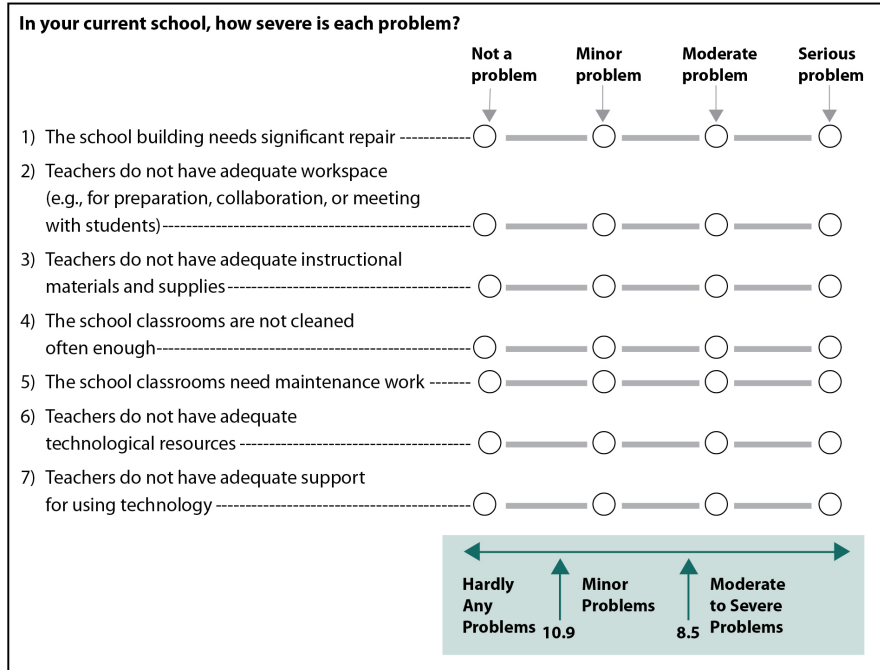 In your current school, how severe is each problem?
Not a problem
Minor problem
Moderate problem
Serious problem
1) The school building needs significant repair
2) Teachers do not have adequate workspace
(e.g., for preparation, collaboration, or meeting
with students)
3) Teachers do not have adequate instructional
materials and supplies
4) The school classrooms are not cleaned
often enough
5) The school classrooms need maintenance work
6) Teachers do not have adequate
technological resources
7) Teachers do not have adequate support
for using technology
Hardly
Any
Problems
10.9
Minor
Problems
8.5
Moderate
to Severe
Problems